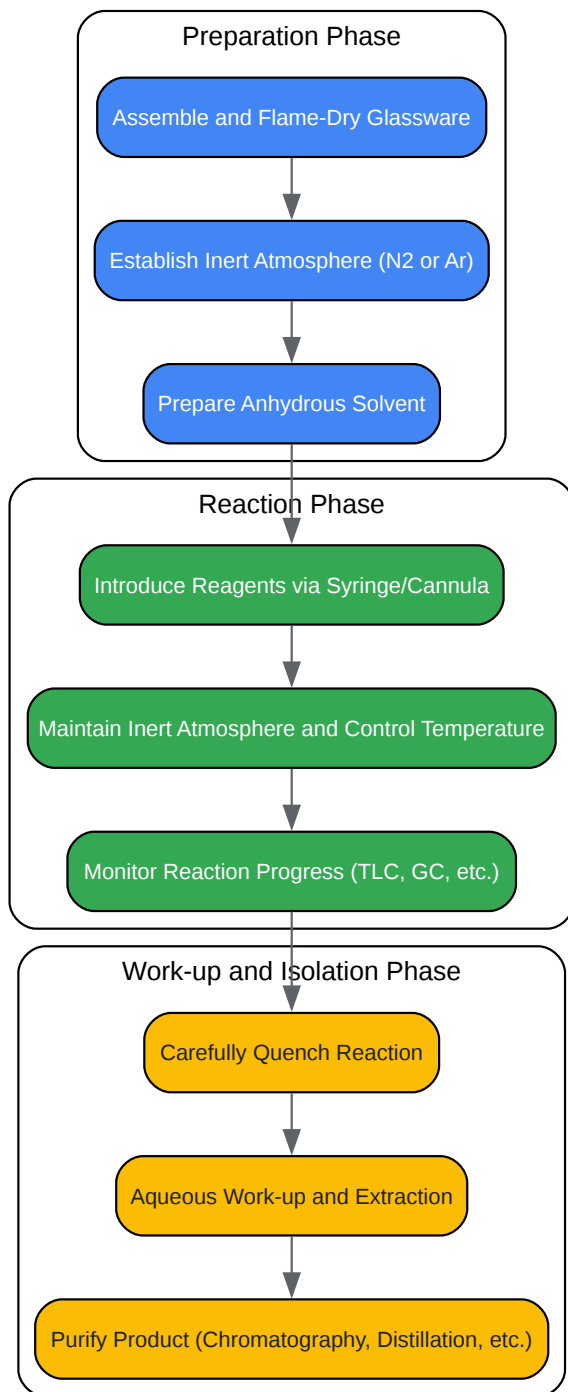 Preparation Phase
Assemble and Flame-Dry Glassware
Establish Inert Atmosphere (N2 or Ar)
Prepare Anhydrous Solvent
Reaction Phase
Introduce Reagents via Syringe/Cannula
Maintain Inert Atmosphere and Control Temperature
Monitor Reaction Progress (TLC, GC, etc.)
Work-up and Isolation Phase
Carefully Quench Reaction
Aqueous Work-up and Extraction
Purify Product (Chromatography, Distillation, etc.)